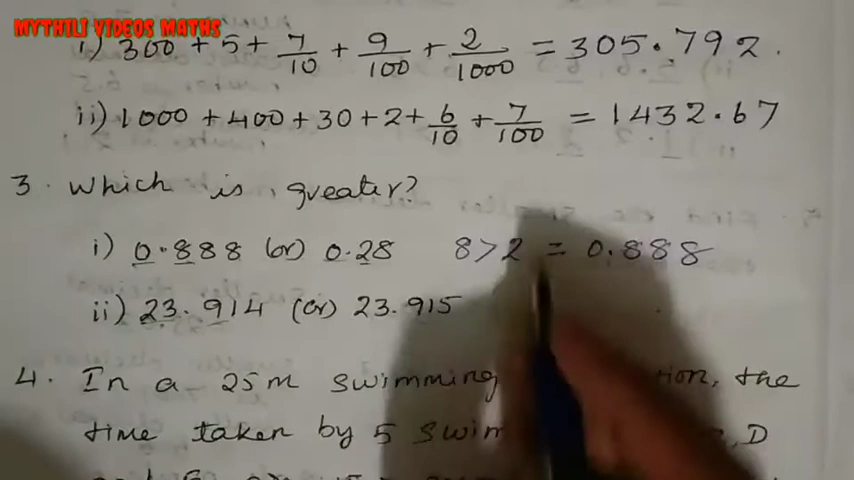 MYTHILI VIDEOS MATHS
i) 300 + 5 + 7/10 + 9/100 + 2/1000 = 305.792.
ii) 1000 + 400 + 30 + 2 + 6/10 + 7/100 = 1432.67
3. Which is greater?
i) 0.888 (or) 0.28 8>2 = 0.888
ii) 23.914 (or) 23.915
4. In a 25m swimming the
time taken by 5 D